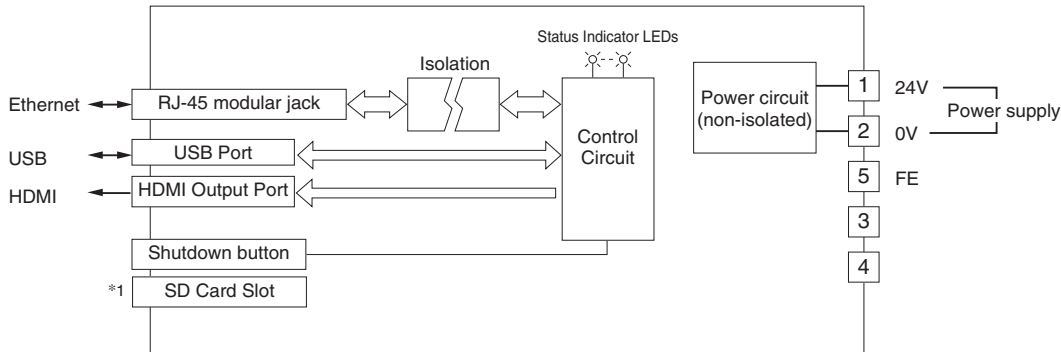 Status Indicator LEDs
Isolation
Ethernet
RJ-45 modular jack
USB
USB Port
HDMI
HDMI Output Port
Shutdown button
*1
SD Card Slot
Control
Circuit
Power circuit
(non-isolated)
1
24V
Power supply
2
0V
5
FE
3
4